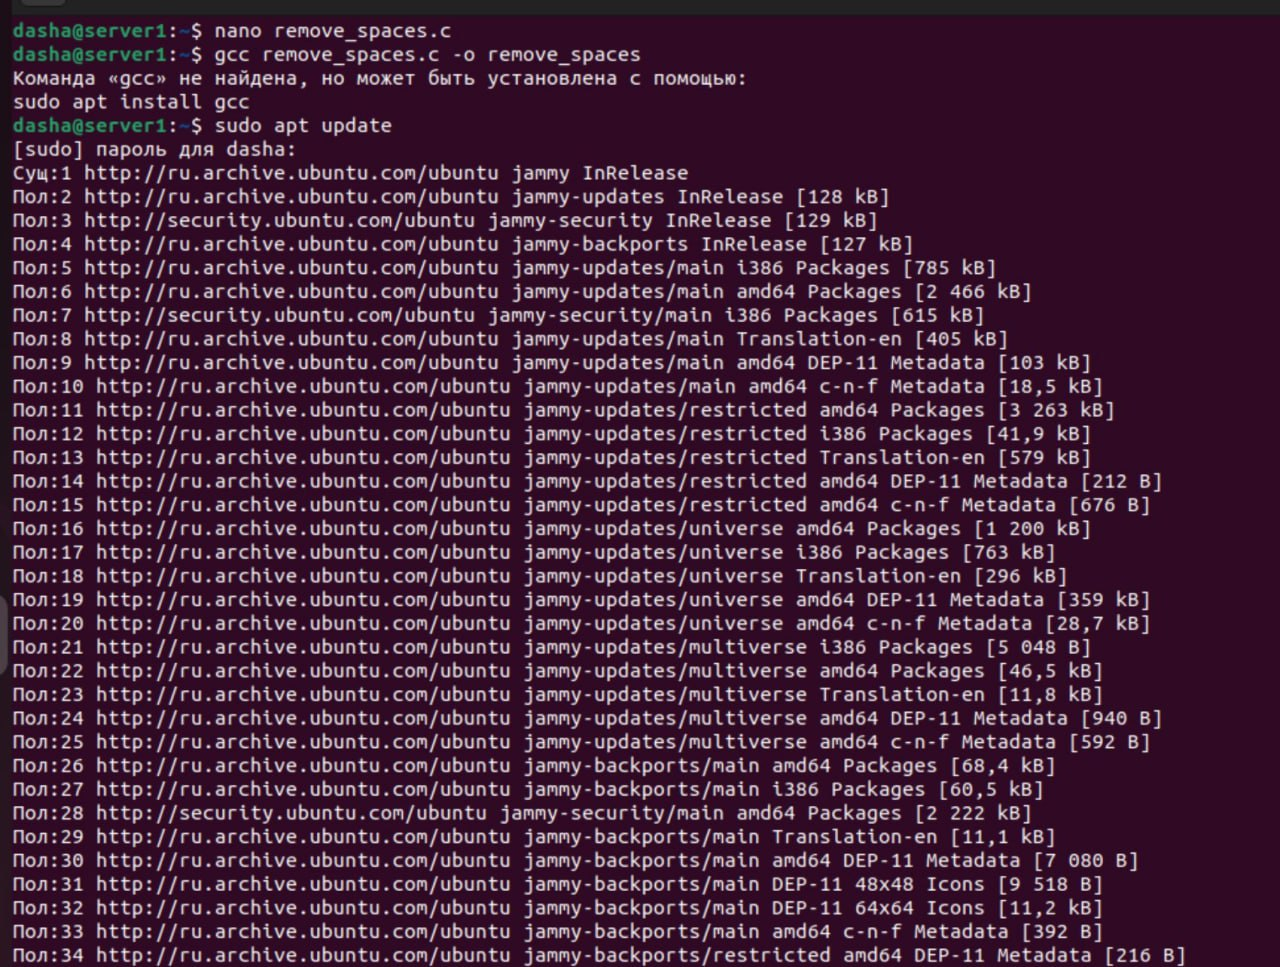 dasha@server1:~$ nano remove_spaces.c
dasha@server1:~$ gcc remove_spaces.c -o remove_spaces
Команда «gcc» не найдена, но может быть установлена с помощью:
sudo apt install gcc
dasha@server1:~$ sudo apt update
[sudo] пароль для dasha:
Сущ:1 http://ru.archive.ubuntu.com/ubuntu jammy InRelease
Пол:2 http://ru.archive.ubuntu.com/ubuntu jammy-updates InRelease [128 kB]
Пол:3 http://security.ubuntu.com/ubuntu jammy-security InRelease [129 kB]
Пол:4 http://ru.archive.ubuntu.com/ubuntu jammy-backports InRelease [127 kB]
Пол:5 http://ru.archive.ubuntu.com/ubuntu jammy-updates/main i386 Packages [785 kB]
Пол:6 http://ru.archive.ubuntu.com/ubuntu jammy-updates/main amd64 Packages [2 466 kB]
Пол:7 http://security.ubuntu.com/ubuntu jammy-security/main i386 Packages [615 kB]
Пол:8 http://ru.archive.ubuntu.com/ubuntu jammy-updates/main Translation-en [405 kB]
Пол:9 http://ru.archive.ubuntu.com/ubuntu jammy-updates/main amd64 DEP-11 Metadata [103 kB]
Пол:10 http://ru.archive.ubuntu.com/ubuntu jammy-updates/main amd64 c-n-f Metadata [18,5 kB]
Пол:11 http://ru.archive.ubuntu.com/ubuntu jammy-updates/restricted amd64 Packages [3 263 kB]
Пол:12 http://ru.archive.ubuntu.com/ubuntu jammy-updates/restricted i386 Packages [41,9 kB]
Пол:13 http://ru.archive.ubuntu.com/ubuntu jammy-updates/restricted Translation-en [579 kB]
Пол:14 http://ru.archive.ubuntu.com/ubuntu jammy-updates/restricted amd64 DEP-11 Metadata [212 B]
Пол:15 http://ru.archive.ubuntu.com/ubuntu jammy-updates/restricted amd64 c-n-f Metadata [676 B]
Пол:16 http://ru.archive.ubuntu.com/ubuntu jammy-updates/universe amd64 Packages [1 200 kB]
Пол:17 http://ru.archive.ubuntu.com/ubuntu jammy-updates/universe i386 Packages [763 kB]
Пол:18 http://ru.archive.ubuntu.com/ubuntu jammy-updates/universe Translation-en [296 kB]
Пол:19 http://ru.archive.ubuntu.com/ubuntu jammy-updates/universe amd64 DEP-11 Metadata [359 kB]
Пол:20 http://ru.archive.ubuntu.com/ubuntu jammy-updates/universe amd64 c-n-f Metadata [28,7 kB]
Пол:21 http://ru.archive.ubuntu.com/ubuntu jammy-updates/multiverse i386 Packages [5 048 B]
Пол:22 http://ru.archive.ubuntu.com/ubuntu jammy-updates/multiverse amd64 Packages [46,5 kB]
Пол:23 http://ru.archive.ubuntu.com/ubuntu jammy-updates/multiverse Translation-en [11,8 kB]
Пол:24 http://ru.archive.ubuntu.com/ubuntu jammy-updates/multiverse amd64 DEP-11 Metadata [940 B]
Пол:25 http://ru.archive.ubuntu.com/ubuntu jammy-updates/multiverse amd64 c-n-f Metadata [592 B]
Пол:26 http://ru.archive.ubuntu.com/ubuntu jammy-backports/main amd64 Packages [68,4 kB]
Пол:27 http://ru.archive.ubuntu.com/ubuntu jammy-backports/main i386 Packages [60,5 kB]
Пол:28 http://security.ubuntu.com/ubuntu jammy-security/main amd64 Packages [2 222 kB]
Пол:29 http://ru.archive.ubuntu.com/ubuntu jammy-backports/main Translation-en [11,1 kB]
Пол:30 http://ru.archive.ubuntu.com/ubuntu jammy-backports/main amd64 DEP-11 Metadata [7 080 B]
Пол:31 http://ru.archive.ubuntu.com/ubuntu jammy-backports/main DEP-11 48x48 Icons [9 518 B]
Пол:32 http://ru.archive.ubuntu.com/ubuntu jammy-backports/main DEP-11 64x64 Icons [11,2 kB]
Пол:33 http://ru.archive.ubuntu.com/ubuntu jammy-backports/main amd64 c-n-f Metadata [392 B]
Пол:34 http://ru.archive.ubuntu.com/ubuntu jammy-backports/restricted amd64 DEP-11 Metadata [216 B]